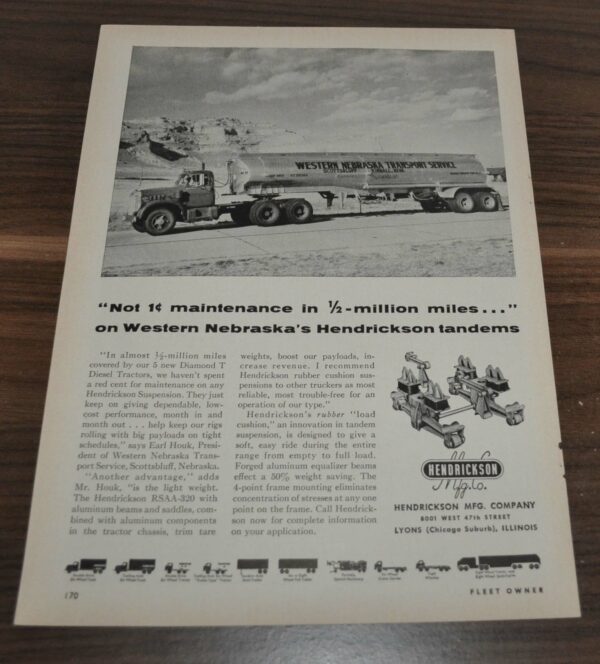 WESTERN NEBRASKA TRANSPORT SERVICE
SCOTTSBLUFF KIMBALL, NEBR.
"Not 1¢ maintenance in ½-million miles..."
on Western Nebraska's Hendrickson tandems
"In almost ½-million miles
covered by our 5 new Diamond T
Diesel Tractors, we haven't spent
a red cent for maintenance on any
Hendrickson Suspension. They just
keep on giving dependable, low-
cost performance, month in and
month out . . . help keep our rigs
rolling with big payloads on tight
schedules," says Earl Houk, Presi-
dent of Western Nebraska Trans-
port Service, Scottsbluff, Nebraska.
"Another advantage," adds
Mr. Houk, "is the light weight.
The Hendrickson RSAA-320 with
aluminum beams and saddles, com-
bined with aluminum components
in the tractor chassis, trim tare
weights, boost our payloads, in-
crease revenue. I recommend
Hendrickson rubber cushion sus-
pensions to other truckers as most
reliable, most trouble-free for an
operation of our type."
Hendrickson's rubber "load
cushion," an innovation in tandem
suspension, is designed to give a
soft, easy ride during the entire
range from empty to full load.
Forged aluminum equalizer beams
effect a 50% weight saving. The
4-point frame mounting eliminates
concentration of stresses at any one
point on the frame. Call Hendrick-
son now for complete information
on your application.
HENDRICKSON
Mfg. Co.
HENDRICKSON MFG. COMPANY
8001 WEST 47th STREET
LYONS (Chicago Suburb), ILLINOIS
170
FLEET OWNER